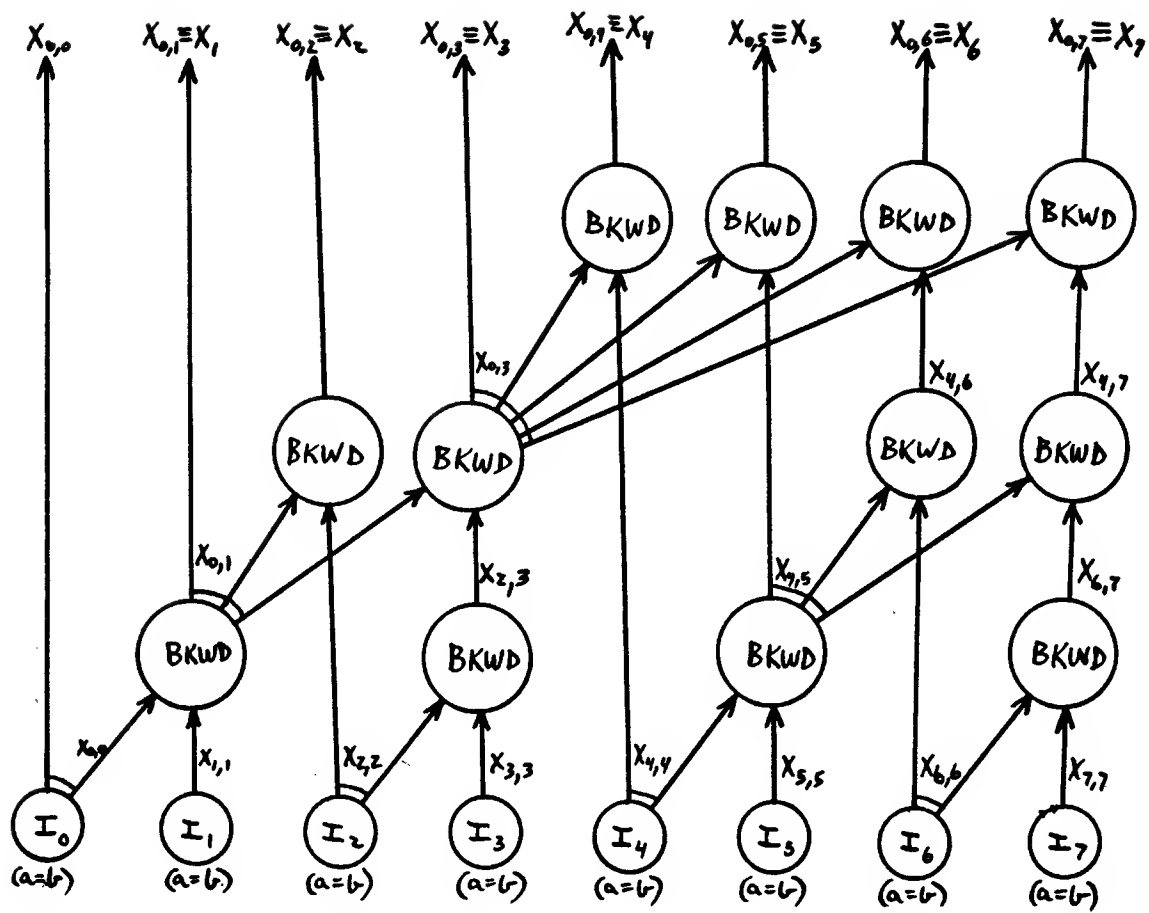 X0,0 X0,1≡X1 X0,2≡X2 X0,3≡X3 X0,4≡X4 X0,5≡X5 X0,6≡X6 X0,7≡X7
BKWD BKWD BKWD BKWD
X0,3 X4,6 X4,7
BKWD BKWD BKWD BKWD
X0,1 X2,3 X4,5 X6,7
BKWD BKWD BKWD BKWD
X0,0 X1,1 X2,2 X3,3 X4,4 X5,5 X6,6 X7,7
I0 I1 I2 I3 I4 I5 I6 I7
(a=b) (a=b) (a=b) (a=b) (a=b) (a=b) (a=b) (a=b)